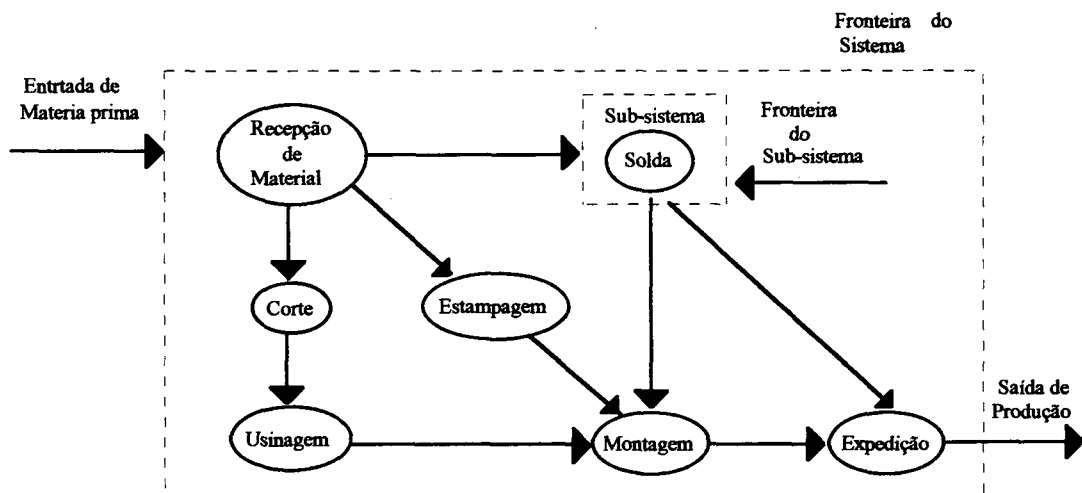 Fronteira do
Sistema
Entrtada de
Materia prima
Recepção
de
Material
Sub-sistema
Solda
Fronteira
do
Sub-sistema
Corte
Estampagem
Usinagem
Montagem
Expedição
Saída de
Produção